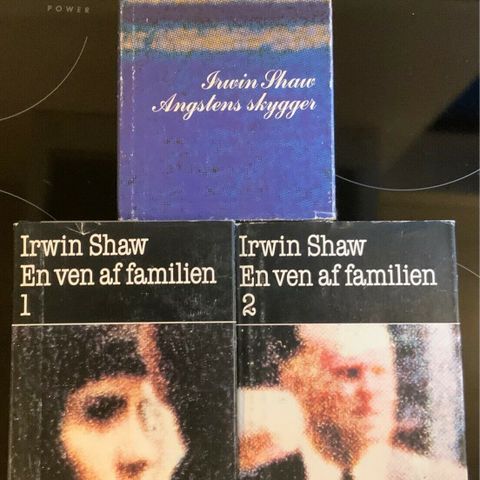 POWER
Irwin Shaw
Angstens skygger
Irwin Shaw
En ven af familien
1
Irwin Shaw
En ven af familien
2